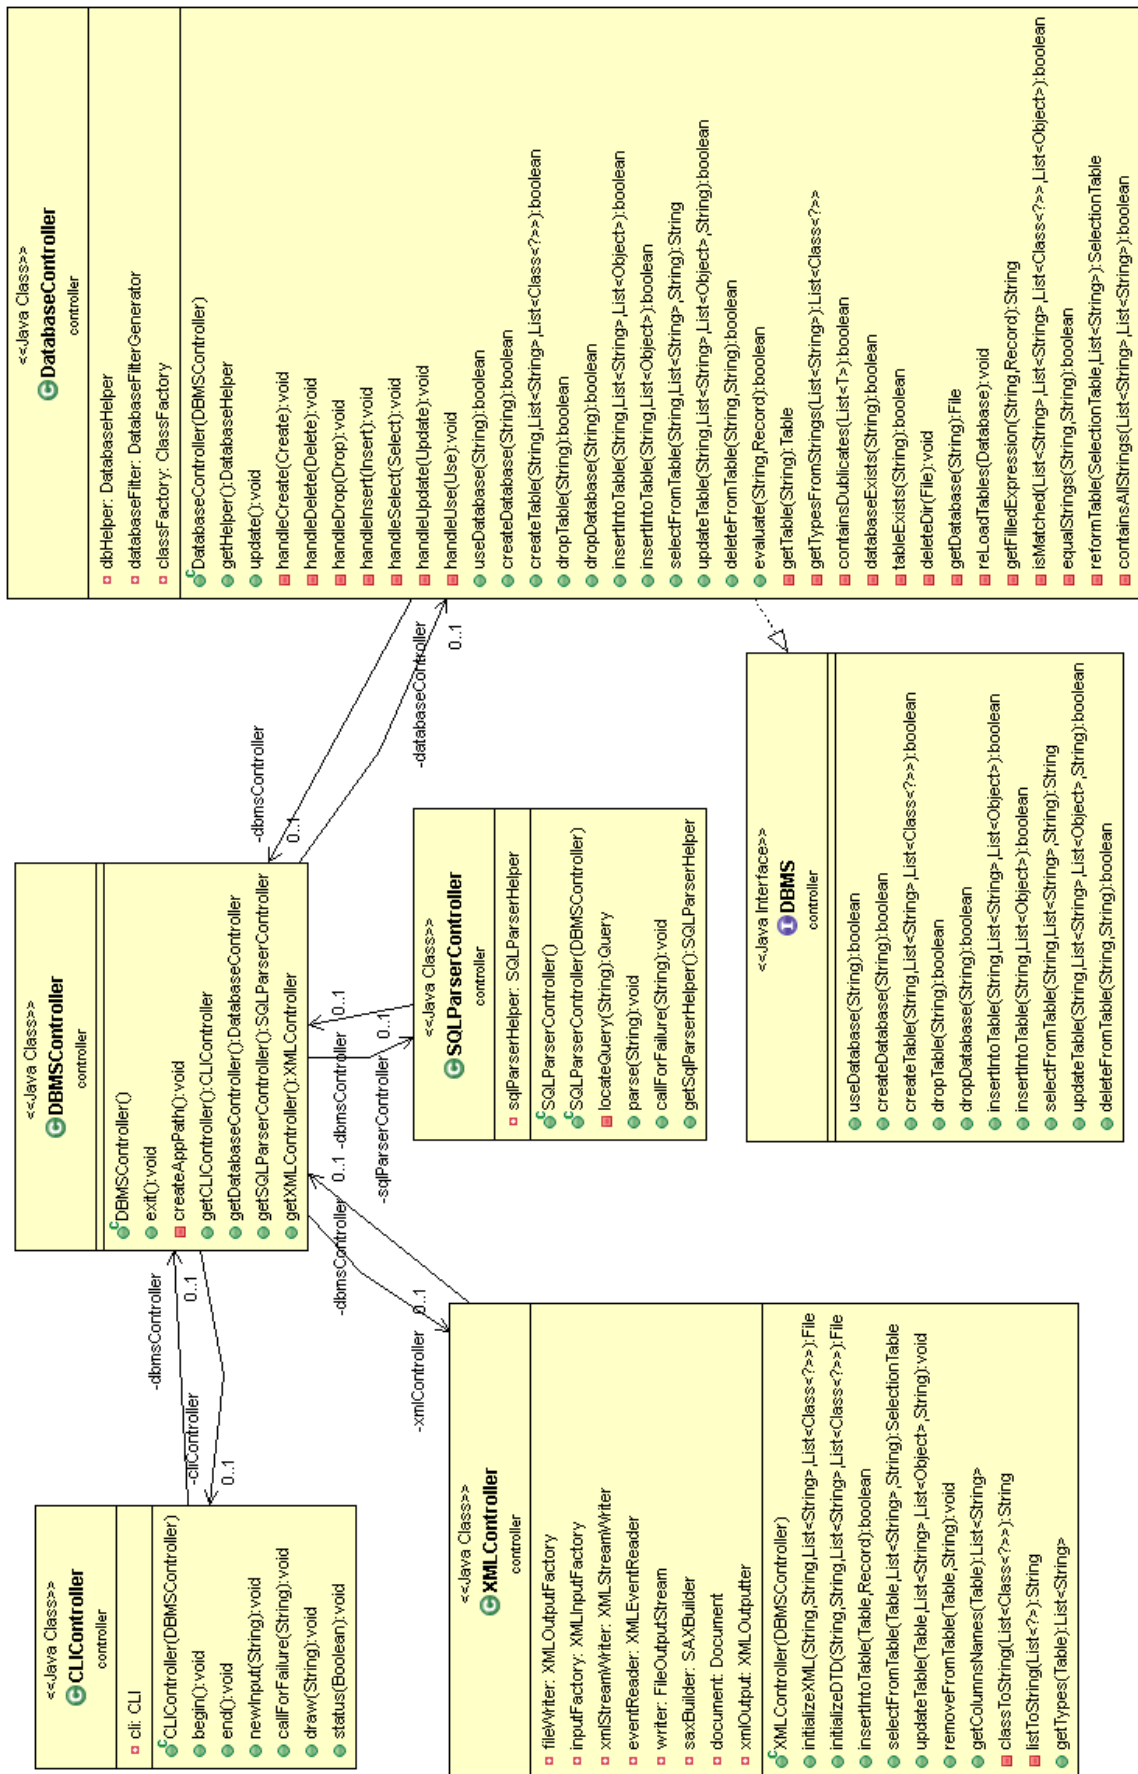 <<Java Class>>
CLIController
controller
cli: CLI
CLIController(DBMSController)
begin():void
end():void
newInput(String):void
callForFailure(String):void
draw(String):void
status(Boolean):void
-dbmsController
0..1
-cliController
0..1
<<Java Class>>
DBMSController
controller
DBMSController()
exit():void
createAppPath():void
getCLIController():CLIController
getDatabaseController():DatabaseController
getSQLParserController():SQLParserController
getXMLController():XMLController
-dbmsController
0..1
-databaseController
0..1
<<Java Class>>
DatabaseController
controller
dbHelper: DatabaseHelper
databaseFilter: DatabaseFilterGenerator
classFactory: ClassFactory
DatabaseController(DBMSController)
getHelper():DatabaseHelper
update():void
handleCreate(Create):void
handleDelete(Delete):void
handleDrop(Drop):void
handleInsert(Insert):void
handleSelect(Select):void
handleUpdate(Update):void
handleUse(Use):void
useDatabase(String):boolean
createDatabase(String):boolean
createTable(String,List<String>,List<Class<?>>):boolean
dropTable(String):boolean
dropDatabase(String):boolean
insertIntoTable(String,List<String>,List<Object>):boolean
insertIntoTable(String,List<Object>):boolean
selectFromTable(String,List<String>,String):String
updateTable(String,List<String>,List<Object>,String):boolean
deleteFromTable(String,String):boolean
evaluate(String,Record):boolean
getTable(String):Table
getTypesFromStrings(List<String>):List<Class<?>>
containsDublicates(List<T>):boolean
databaseExists(String):boolean
tableExists(String):boolean
deleteDir(File):void
getDatabase(String):File
reLoadTables(Database):void
getFilledExpression(String,Record):String
isMatched(List<String>,List<Class<?>>,List<Object>):boolean
equalStrings(String,String):boolean
reformTable(SelectionTable,List<String>):SelectionTable
containsAllStrings(List<String>,List<String>):boolean
-dbmsController
0..1
-xmlController
0..1
-dbmsController
0..1
-sqlParserController
0..1
<<Java Class>>
XMLController
controller
fileWriter: XMLOutputFactory
inputFactory: XMLInputFactory
xmlStreamWriter: XMLStreamWriter
eventReader: XMLEventReader
writer: FileOutputStream
saxBuilder: SAXBuilder
document: Document
xmlOutput: XMLOutputter
XMLController(DBMSController)
initializeXML(String,String,List<String>,List<Class<?>>):File
initializeDTD(String,String,List<String>,List<Class<?>>):File
insertIntoTable(Table,Record):boolean
selectFromTable(Table,List<String>,String):SelectionTable
updateTable(Table,List<String>,List<Object>,String):void
removeFromTable(Table,String):void
getColumnsNames(Table):List<String>
classToString(List<Class<?>>):String
listToString(List<?>):String
getTypes(Table):List<String>
<<Java Class>>
SQLParserController
controller
sqlParserHelper: SQLParserHelper
SQLParserController()
SQLParserController(DBMSController)
locateQuery(String):Query
parse(String):void
callForFailure(String):void
getSqlParserHelper():SQLParserHelper
<<Java Interface>>
DBMS
controller
useDatabase(String):boolean
createDatabase(String):boolean
createTable(String,List<String>,List<Class<?>>):boolean
dropTable(String):boolean
dropDatabase(String):boolean
insertIntoTable(String,List<String>,List<Object>):boolean
insertIntoTable(String,List<Object>):boolean
selectFromTable(String,List<String>,String):String
updateTable(String,List<String>,List<Object>,String):boolean
deleteFromTable(String,String):boolean